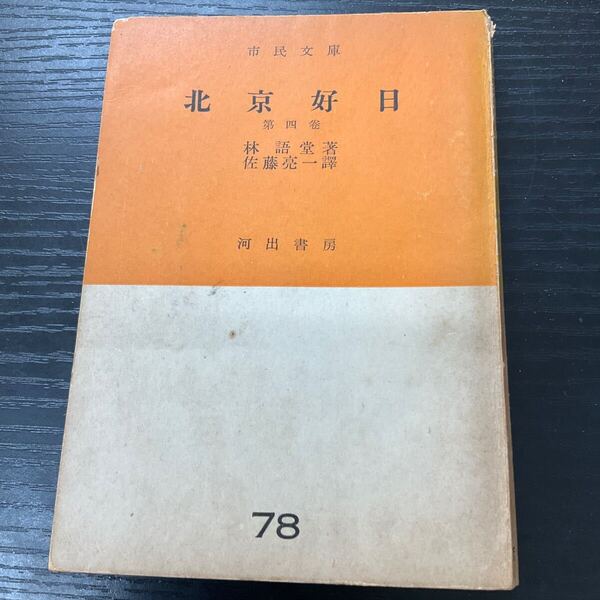 市民文庫
北京好日
第四卷
林語堂著
佐藤亮一譯
河出書房
78